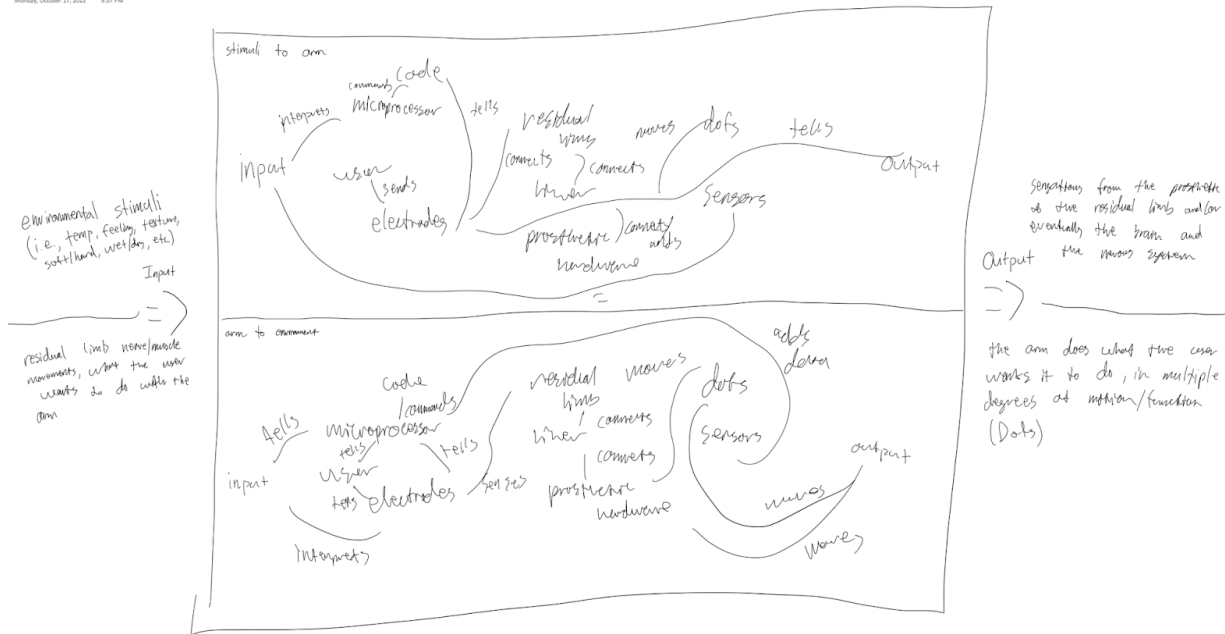 Monday, October 17, 2022 9:37 PM
stimuli to arm
code
commands
microprocessor
interprets
tells
input
user
sends
electrodes
residual
limb
connects
connects
liner
moves
dofs
tells
output
sensors
prosthetic
hardware
connects
adds
environmental stimuli
(i.e., temp, feeling, texture,
soft/hard, wet/dry, etc)
Input
=>
residual limb nerve/muscle
movements, what the user
wants to do with the
arm
=
arm to environment
code
commands
microprocessor
tells
tells
user
tells
tells
electrodes
input
interprets
senses
residual
limb
connects
liner
connects
prosthetic
hardware
moves
dofs
sensors
adds
data
output
moves
moves
sensations from the prosthetic
to the residual limb and/or
eventually the brain and
the nervous system
Output
=>
the arm does what the user
wants it to do, in multiple
degrees of motion/function
(Dofs)